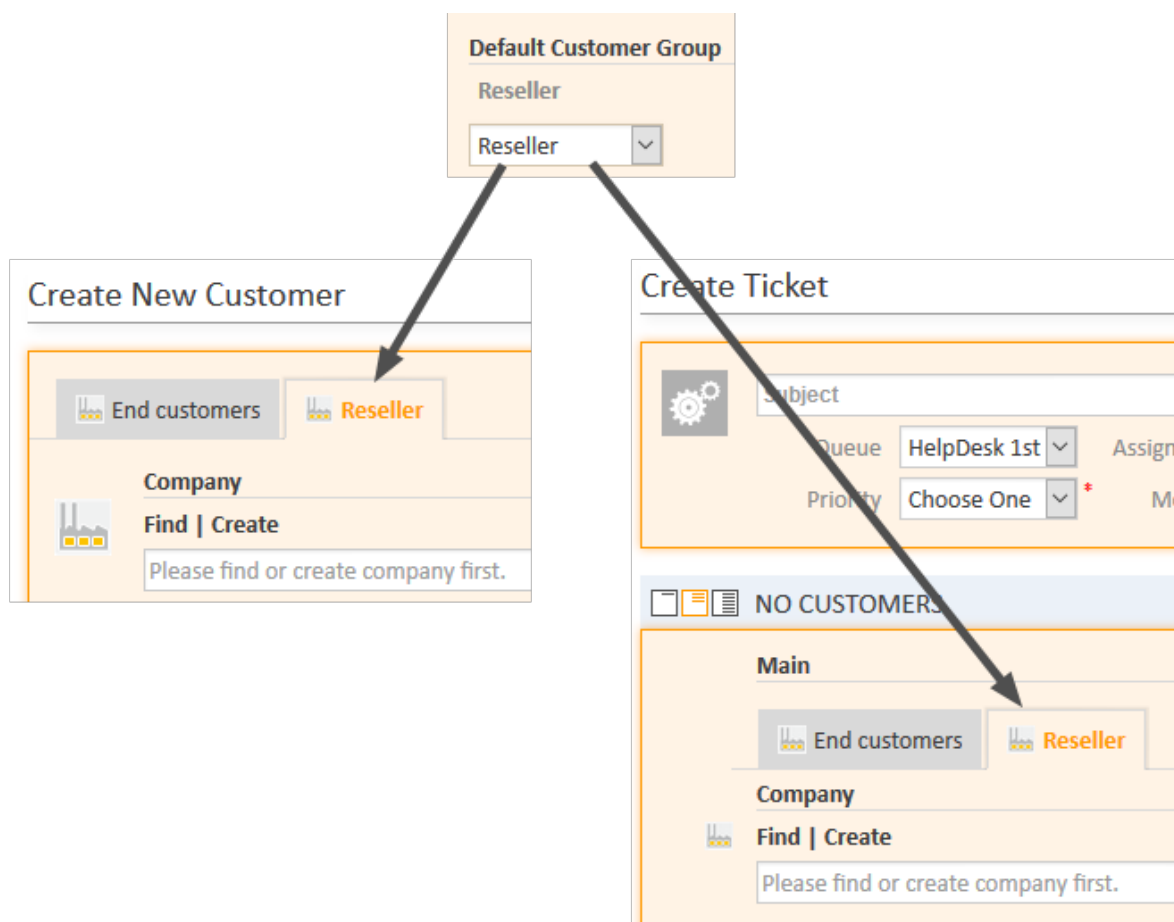 Default Customer Group
Reseller
Reseller
Create New Customer
End customers Reseller
Company
Find | Create
Please find or create company first.
Create Ticket
Subject
Queue HelpDesk 1st Assign
Priority Choose One * Mo
NO CUSTOMERS
Main
End customers Reseller
Company
Find | Create
Please find or create company first.